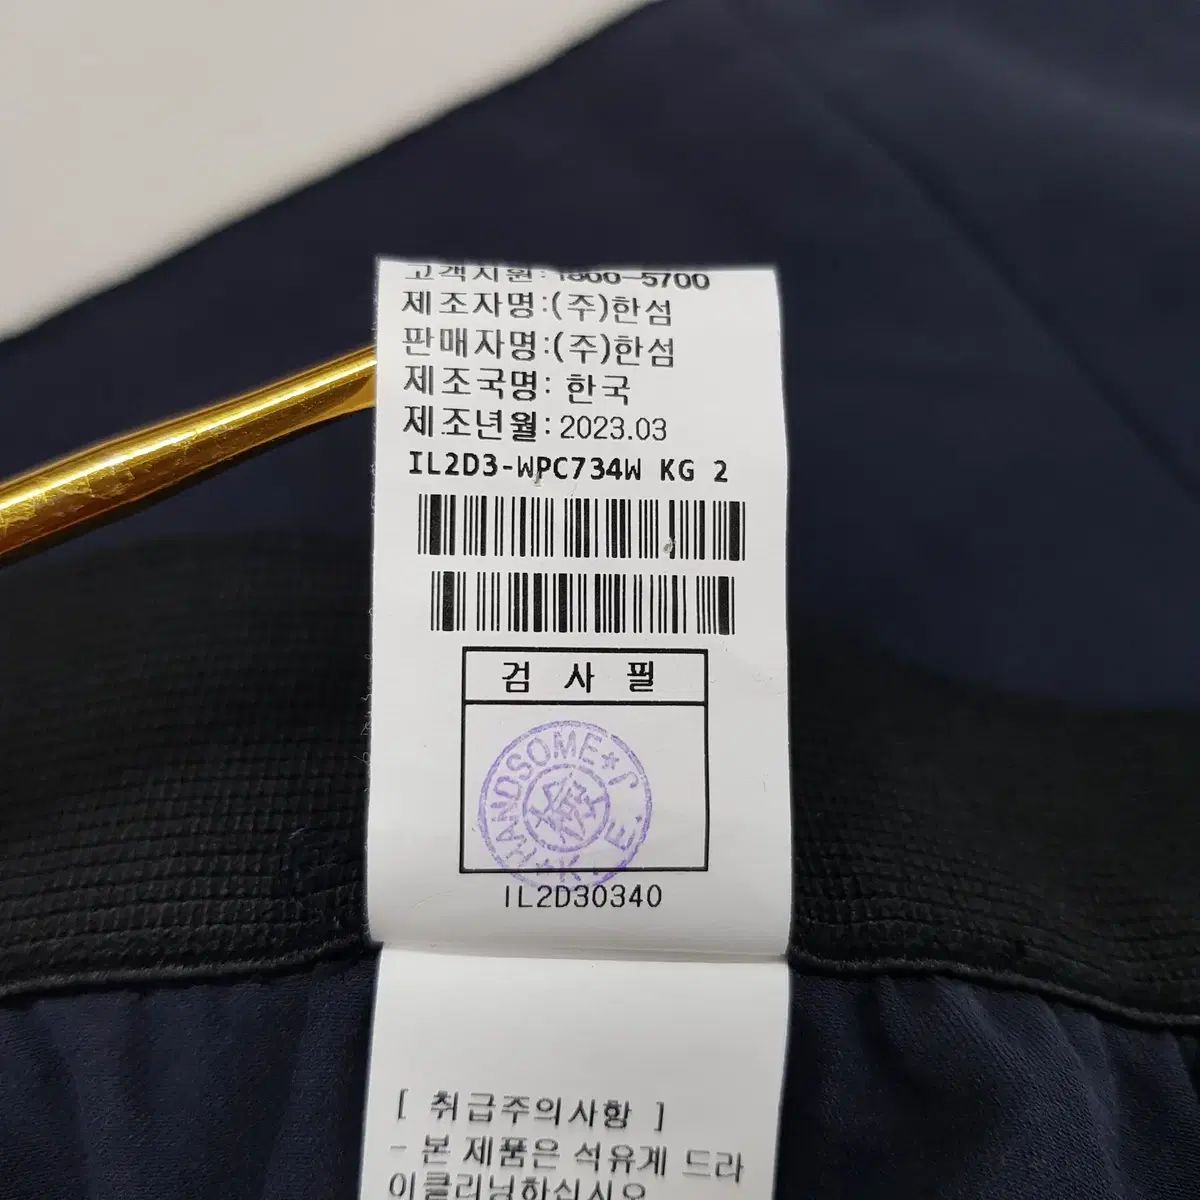 고객지원: 1800-5700
제조자명:(주)한섬
판매자명:(주)한섬
제조국명: 한국
제조년월: 2023.03
IL2D3-WPC734W KG 2
검 사 필
HANDSOME
IL2D30340
[ 취급주의사항 ]
- 본 제품은 석유계 드라
이클리닝하십시오